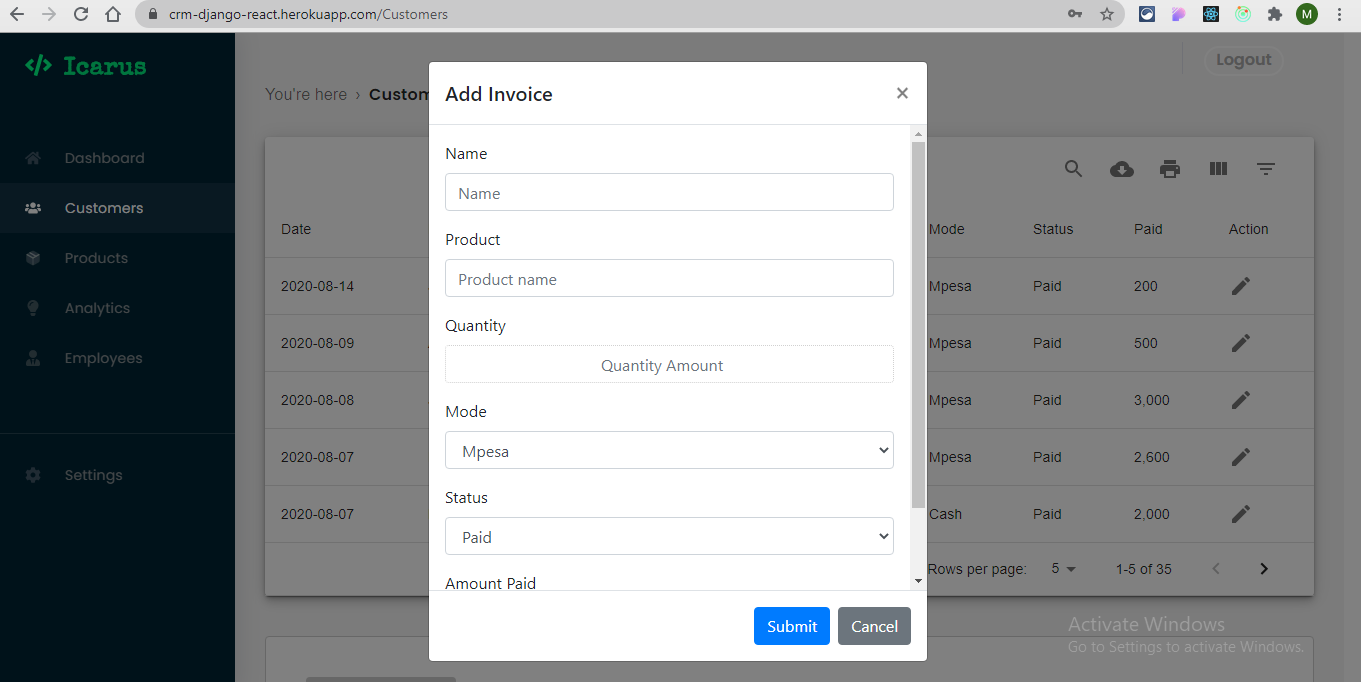 crm-django-react.herokuapp.com/Customers
M
</> Icarus
Logout
You're here › Custom
Dashboard
Customers
Products
Analytics
Employees
Settings
Add Invoice ×
Name
Name
Product
Product name
Quantity
Quantity Amount
Mode
Mpesa
Status
Paid
Amount Paid
Submit Cancel
Date Mode Status Paid Action
2020-08-14 Mpesa Paid 200
2020-08-09 Mpesa Paid 500
2020-08-08 Mpesa Paid 3,000
2020-08-07 Mpesa Paid 2,600
2020-08-07 Cash Paid 2,000
Rows per page: 5 1-5 of 35
Activate Windows
Go to Settings to activate Windows.